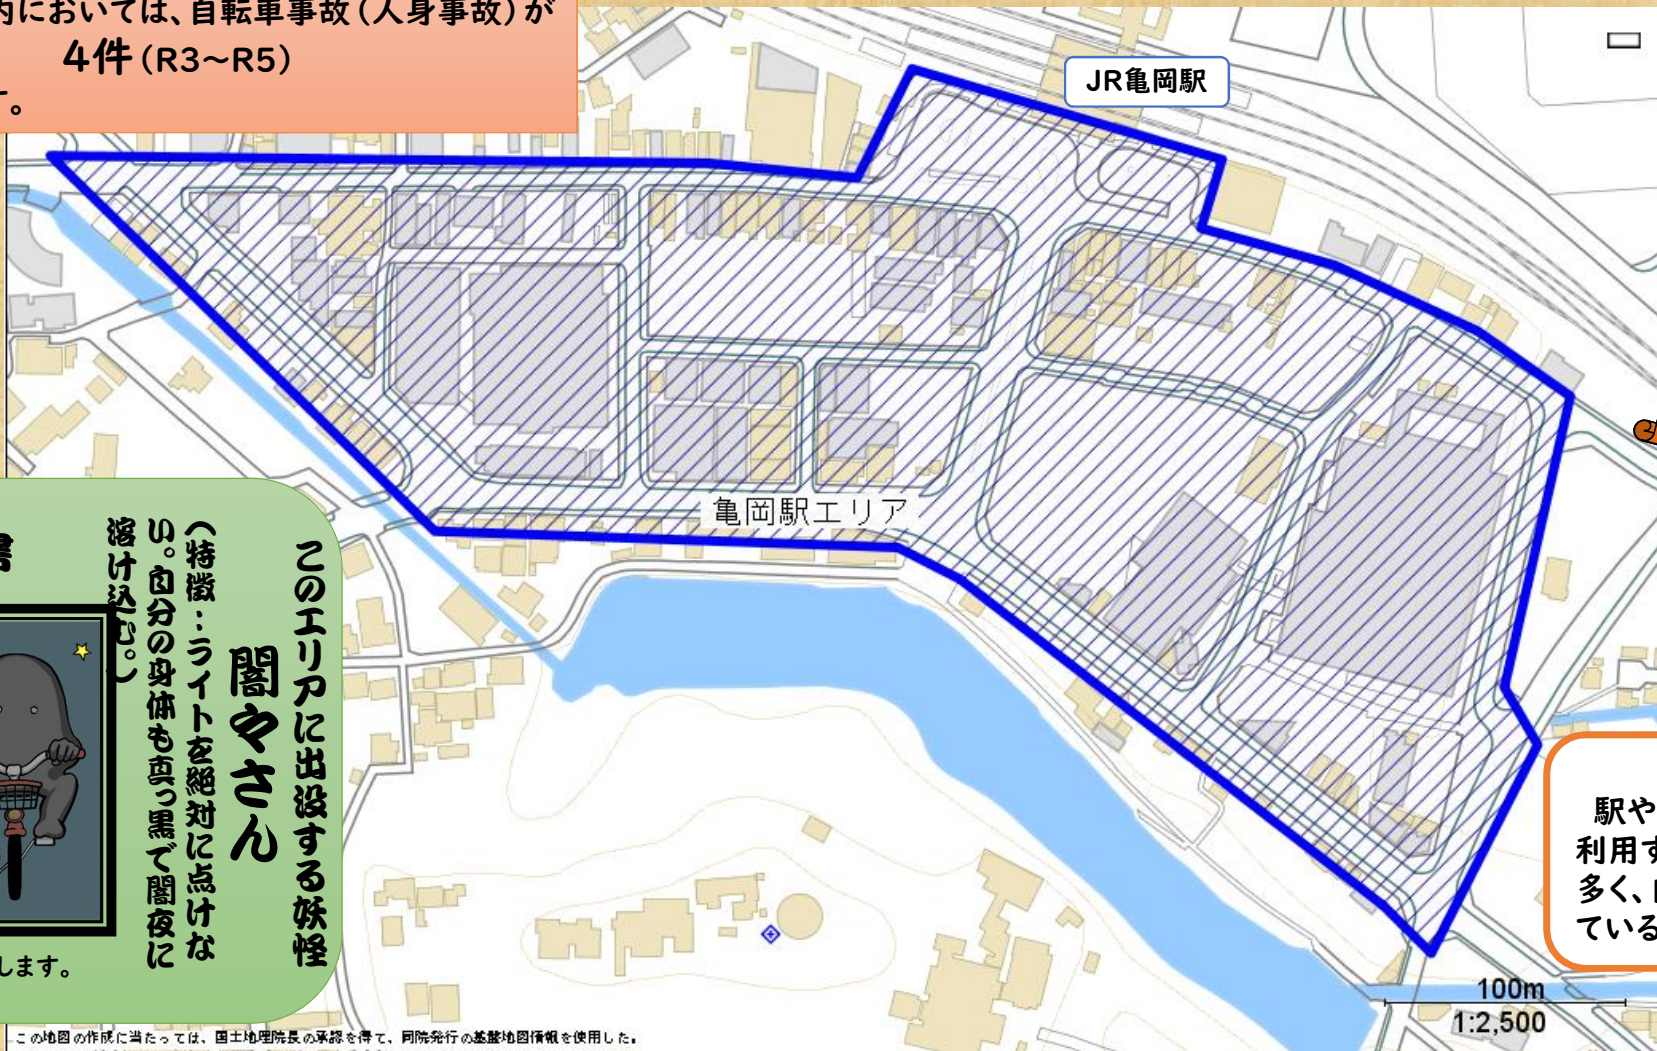 内においては、自転車事故(人身事故)が
4件(R3~R5)
す。
JR亀岡駅
亀岡駅エリア
このエリアに出没する妖怪
闇やさん
〈特徴:ライトを絶対に点けな
い。自分の身体も真っ黒で闇夜に
溶け込む。〉
します。
駅や
利用す
多く、
ている
100m
1:2,500
この地図の作成に当たっては、国土地理院長の承認を得て、同院発行の基盤地図情報を使用した。